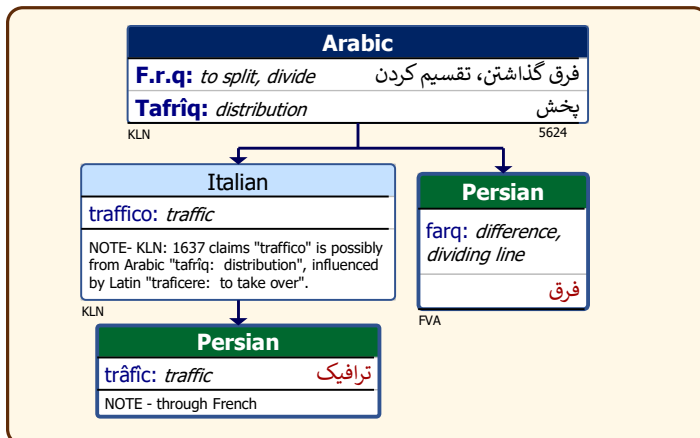 Arabic
F.r.q: to split, divide فرق گذاشتن، تقسیم کردن
Tafrîq: distribution پخش
KLN 5624
Italian
traffico: traffic
NOTE- KLN: 1637 claims "traffico" is possibly
from Arabic "tafrîq: distribution", influenced
by Latin "traficere: to take over".
KLN
Persian
farq: difference,
dividing line
فرق
FVA
Persian
trâfîc: traffic ترافیک
NOTE - through French